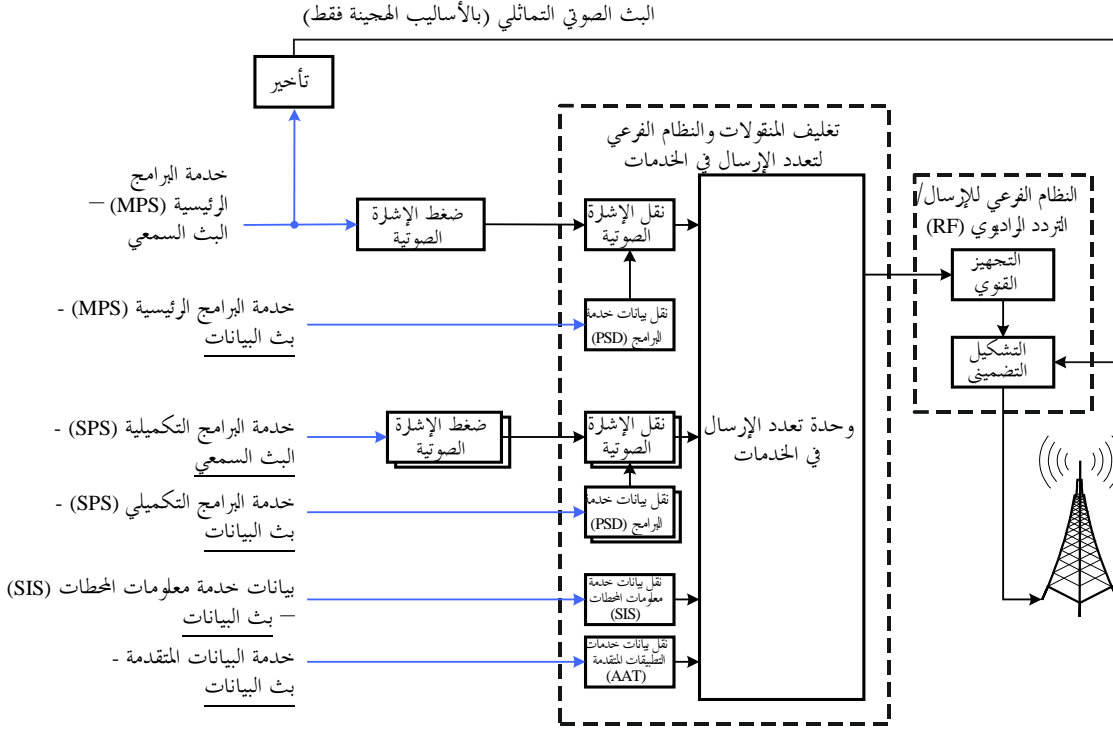 البث الصوتي التماثلي (بالأساليب الهجينة فقط)
تأخير
تغليف المنقولات والنظام الفرعي
لتعدد الإرسال في الخدمات
خدمة البرامج
الرئيسية (MPS) –
البث السمعي
ضغط الإشارة
الصوتية
نقل الإشارة
الصوتية
النظام الفرعي للإرسال/
التردد الراديوي (RF)
التجهيز
القنوي
خدمة البرامج الرئيسية (MPS) -
بث البيانات
نقل بيانات خدمة
البرامج (PSD)
التشكيل
التضميني
خدمة البرامج التكميلية (SPS) -
البث السمعي
ضغط الإشارة
الصوتية
نقل الإشارة
الصوتية
وحدة تعدد الإرسال
في الخدمات
خدمة البرامج التكميلي (SPS) -
بث البيانات
نقل بيانات خدمة
البرامج (PSD)
بيانات خدمة معلومات المحطات (SIS)
– بث البيانات
نقل بيانات خدمة
معلومات المحطات
(SIS)
خدمة البيانات المتقدمة -
بث البيانات
نقل بيانات خدمات
التطبيقات المتقدمة
(AAT)